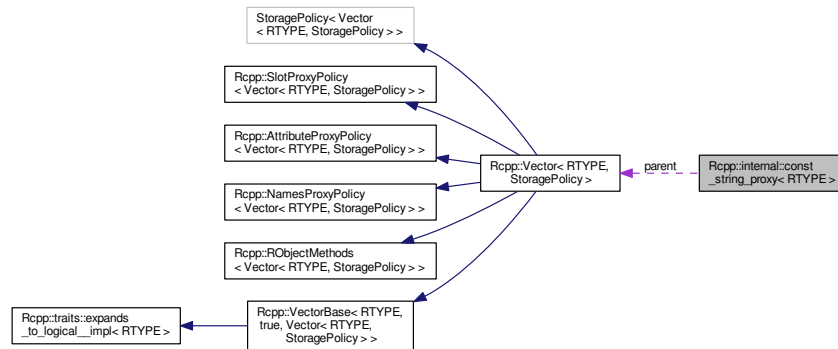 StoragePolicy< Vector
< RTYPE, StoragePolicy > >
Rcpp::SlotProxyPolicy
< Vector< RTYPE, StoragePolicy > >
Rcpp::AttributeProxyPolicy
< Vector< RTYPE, StoragePolicy > >
Rcpp::NamesProxyPolicy
< Vector< RTYPE, StoragePolicy > >
Rcpp::RObjectMethods
< Vector< RTYPE, StoragePolicy > >
Rcpp::traits::expands
_to_logical__impl< RTYPE >
Rcpp::VectorBase< RTYPE,
true, Vector< RTYPE,
StoragePolicy > >
Rcpp::Vector< RTYPE,
StoragePolicy >
parent
Rcpp::internal::const
_string_proxy< RTYPE >